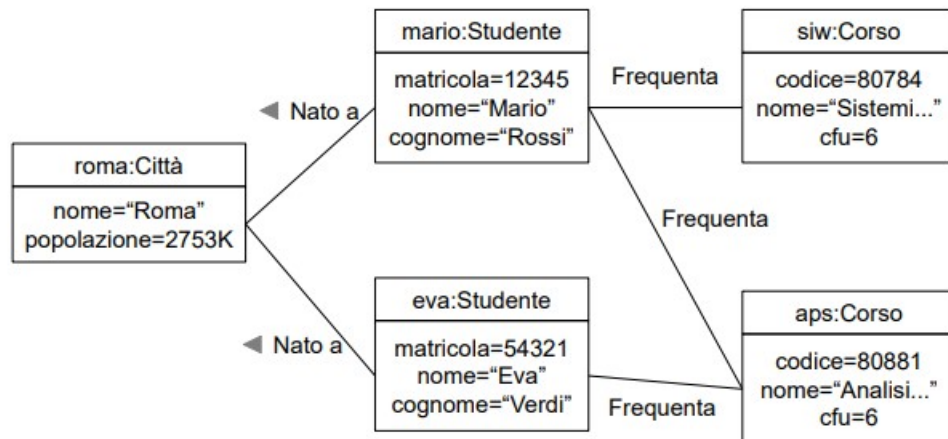 mario:Studente
matricola=12345
nome=“Mario”
cognome=“Rossi”
siw:Corso
codice=80784
nome=“Sistemi...”
cfu=6
Frequenta
Nato a
roma:Città
nome=“Roma”
popolazione=2753K
Frequenta
eva:Studente
matricola=54321
nome=“Eva”
cognome=“Verdi”
Nato a
aps:Corso
codice=80881
nome=“Analisi...”
cfu=6
Frequenta